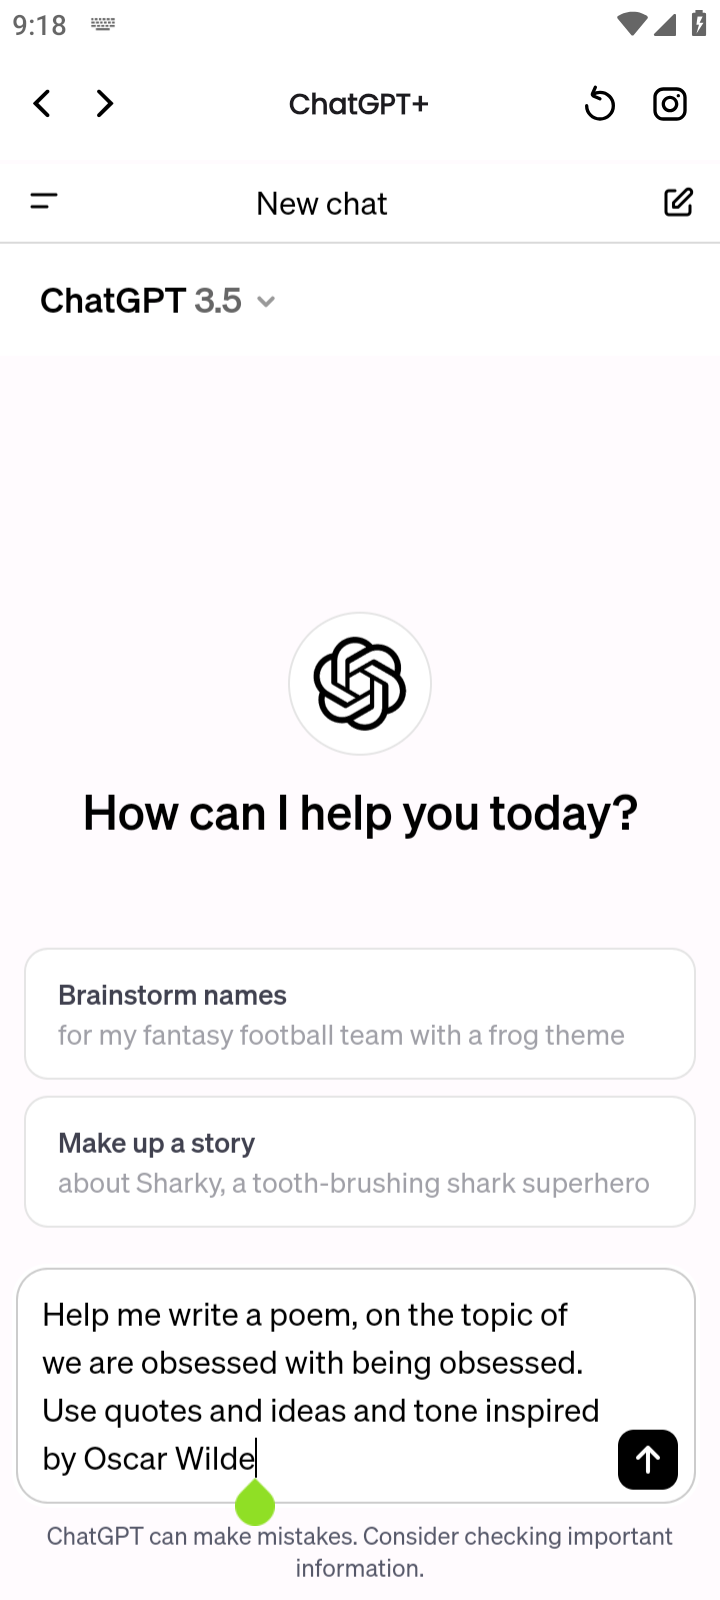 9:18
ChatGPT+
New chat
ChatGPT 3.5
How can I help you today?
Brainstorm names
for my fantasy football team with a frog theme
Make up a story
about Sharky, a tooth-brushing shark superhero
Help me write a poem, on the topic of
we are obsessed with being obsessed.
Use quotes and ideas and tone inspired
by Oscar Wilde
ChatGPT can make mistakes. Consider checking important
information.